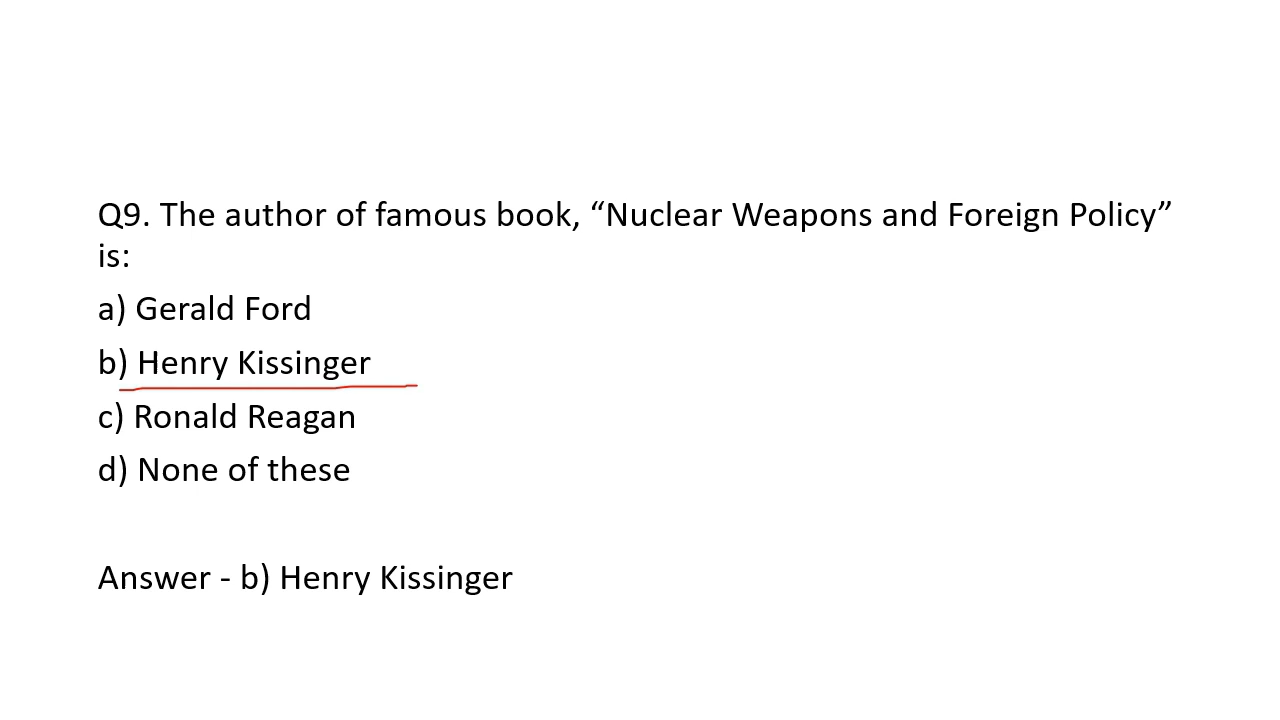 Q9. The author of famous book, “Nuclear Weapons and Foreign Policy”
is:
a) Gerald Ford
b) Henry Kissinger
c) Ronald Reagan
d) None of these
Answer - b) Henry Kissinger